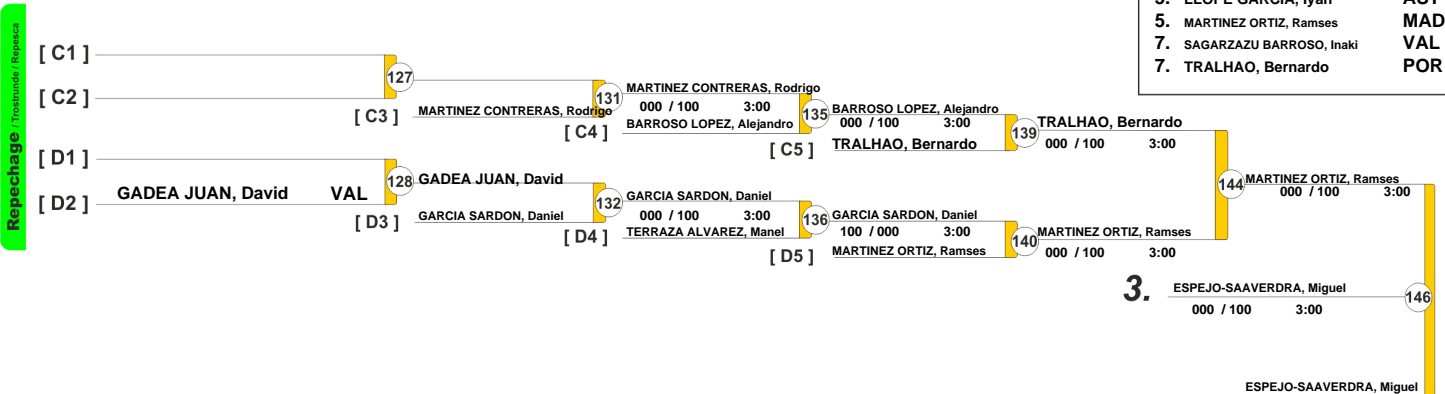 3. LLOPE GARCIA, Iyan AUT
5. MARTINEZ ORTIZ, Ramses MAD
7. SAGARZAZU BARROSO, Inaki VAL
7. TRALHAO, Bernardo POR
Repechage / Trostrunde / Repesca
[ C1 ]
127
[ C2 ]
[ C3 ] MARTINEZ CONTRERAS, Rodrigo
131
MARTINEZ CONTRERAS, Rodrigo
000 / 100 3:00
[ C4 ] BARROSO LOPEZ, Alejandro
135
BARROSO LOPEZ, Alejandro
000 / 100 3:00
[ C5 ] TRALHAO, Bernardo
139
TRALHAO, Bernardo
000 / 100 3:00
[ D1 ]
[ D2 ] GADEA JUAN, David VAL
128
GADEA JUAN, David
[ D3 ] GARCIA SARDON, Daniel
132
GARCIA SARDON, Daniel
000 / 100 3:00
[ D4 ] TERRAZA ALVAREZ, Manel
136
GARCIA SARDON, Daniel
100 / 000 3:00
[ D5 ] MARTINEZ ORTIZ, Ramses
140
MARTINEZ ORTIZ, Ramses
000 / 100 3:00
144
MARTINEZ ORTIZ, Ramses
000 / 100 3:00
3. ESPEJO-SAAVERDRA, Miguel
000 / 100 3:00
146
ESPEJO-SAAVERDRA, Miguel